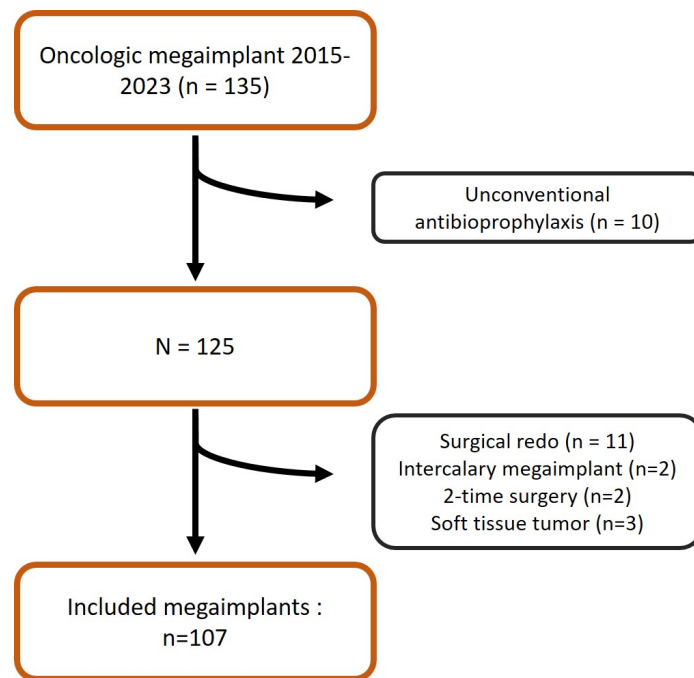 Oncologic megaimplant 2015-
2023 (n = 135)
Unconventional
antibioprophylaxis (n = 10)
N = 125
Surgical redo (n = 11)
Intercalary megaimplant (n=2)
2-time surgery (n=2)
Soft tissue tumor (n=3)
Included megaimplants :
n=107